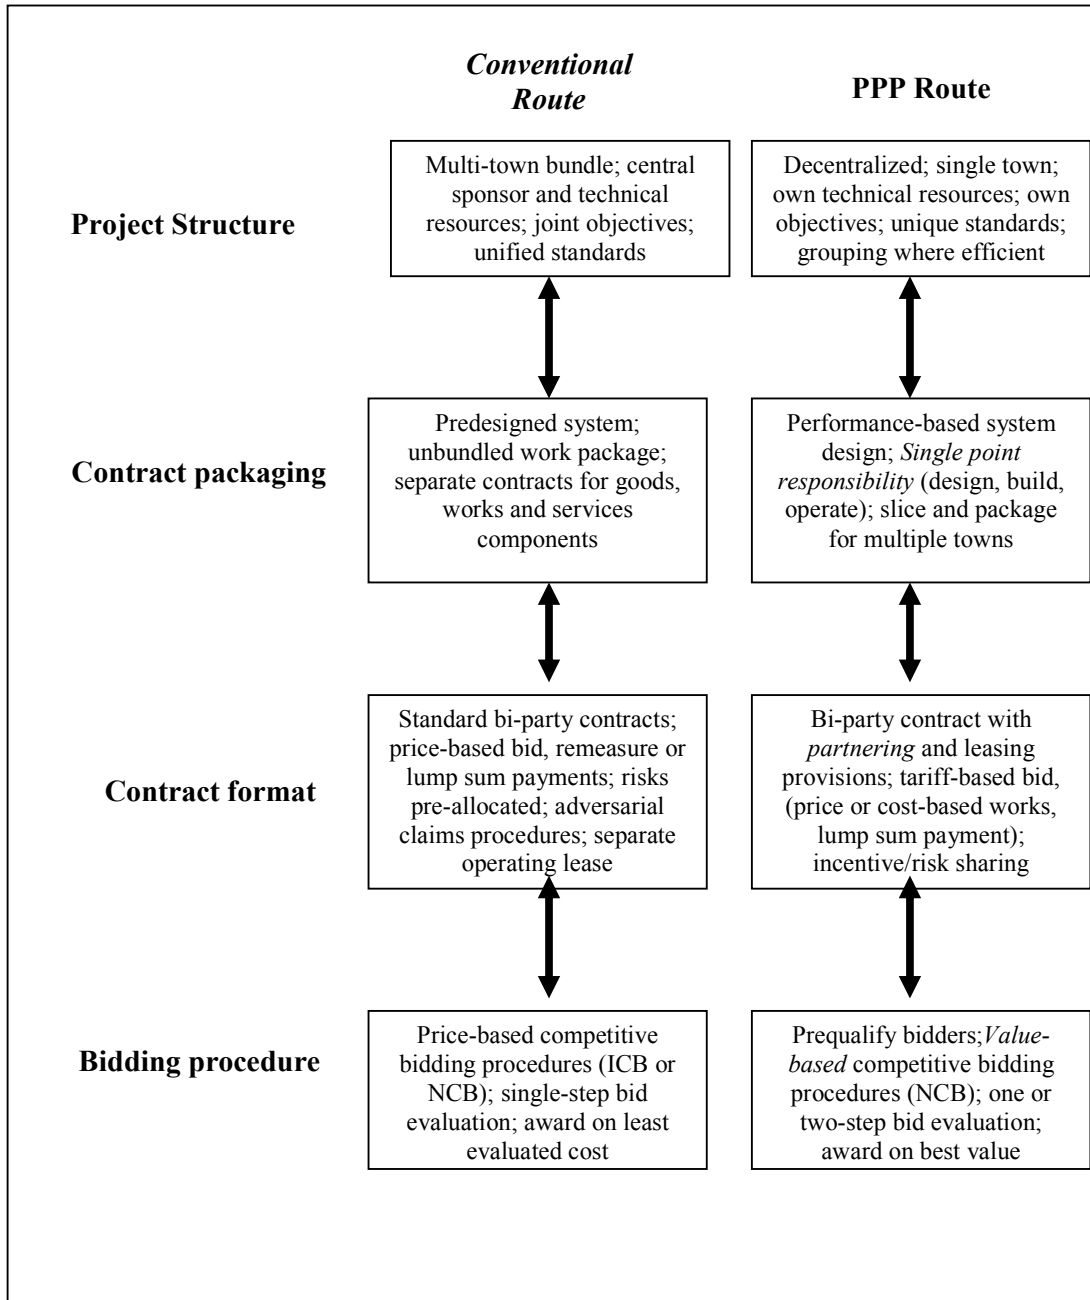 Conventional
Route
PPP Route
Project Structure
Multi-town bundle; central
sponsor and technical
resources; joint objectives;
unified standards
Decentralized; single town;
own technical resources; own
objectives; unique standards;
grouping where efficient
Contract packaging
Predesigned system;
unbundled work package;
separate contracts for goods,
works and services
components
Performance-based system
design; Single point
responsibility (design, build,
operate); slice and package
for multiple towns
Contract format
Standard bi-party contracts;
price-based bid, remeasure or
lump sum payments; risks
pre-allocated; adversarial
claims procedures; separate
operating lease
Bi-party contract with
partnering and leasing
provisions; tariff-based bid,
(price or cost-based works,
lump sum payment);
incentive/risk sharing
Bidding procedure
Price-based competitive
bidding procedures (ICB or
NCB); single-step bid
evaluation; award on least
evaluated cost
Prequalify bidders;Value-
based competitive bidding
procedures (NCB); one or
two-step bid evaluation;
award on best value